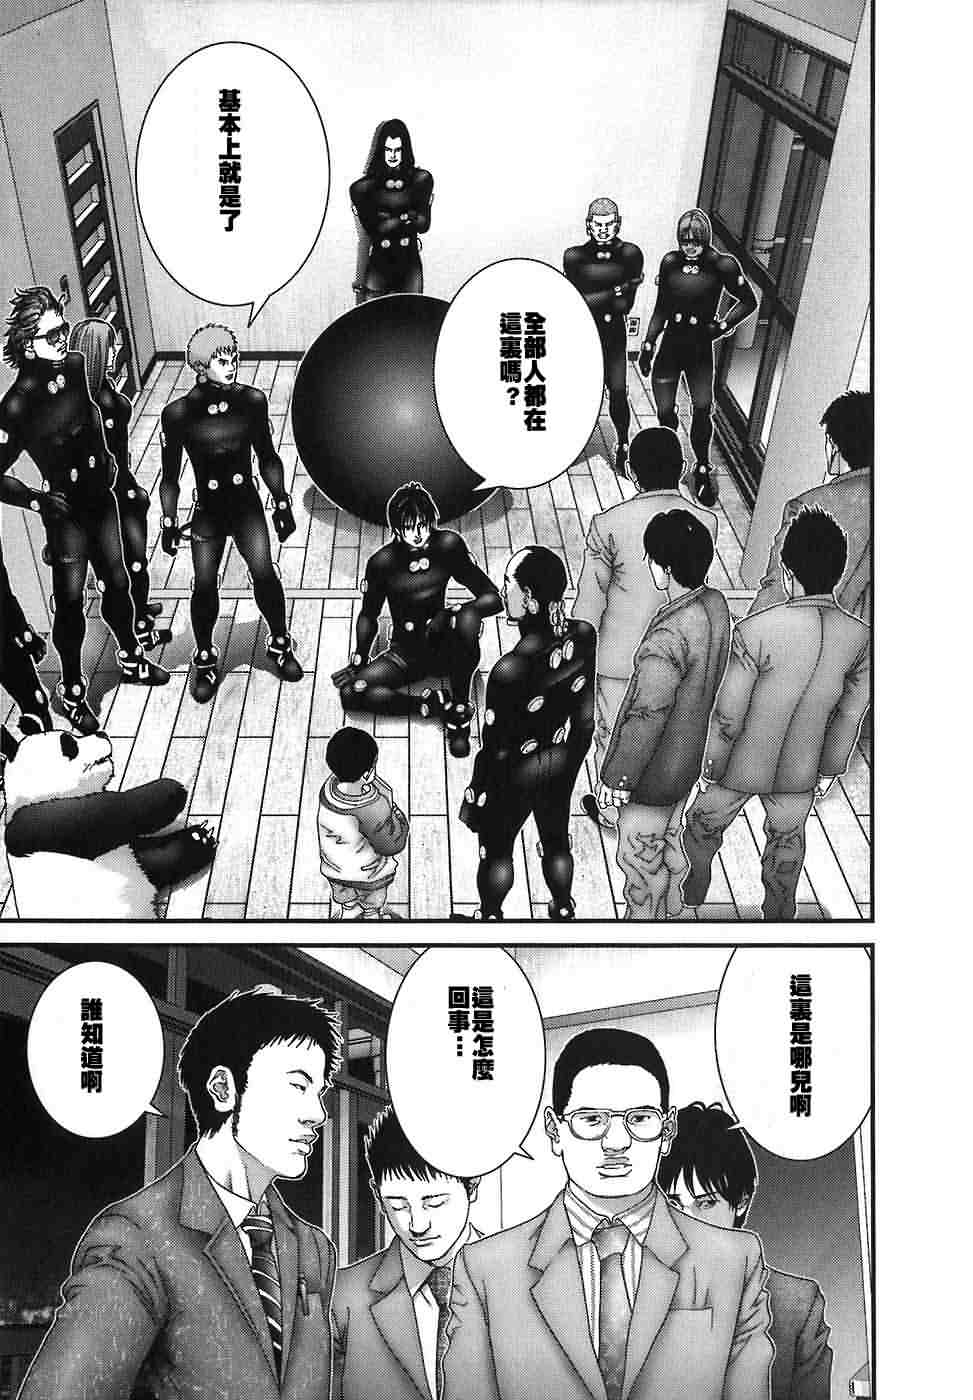 全部人都在
這裏嗎？
基本上就是了
這裏是哪兒啊
這是怎麼
回事…
誰知道啊